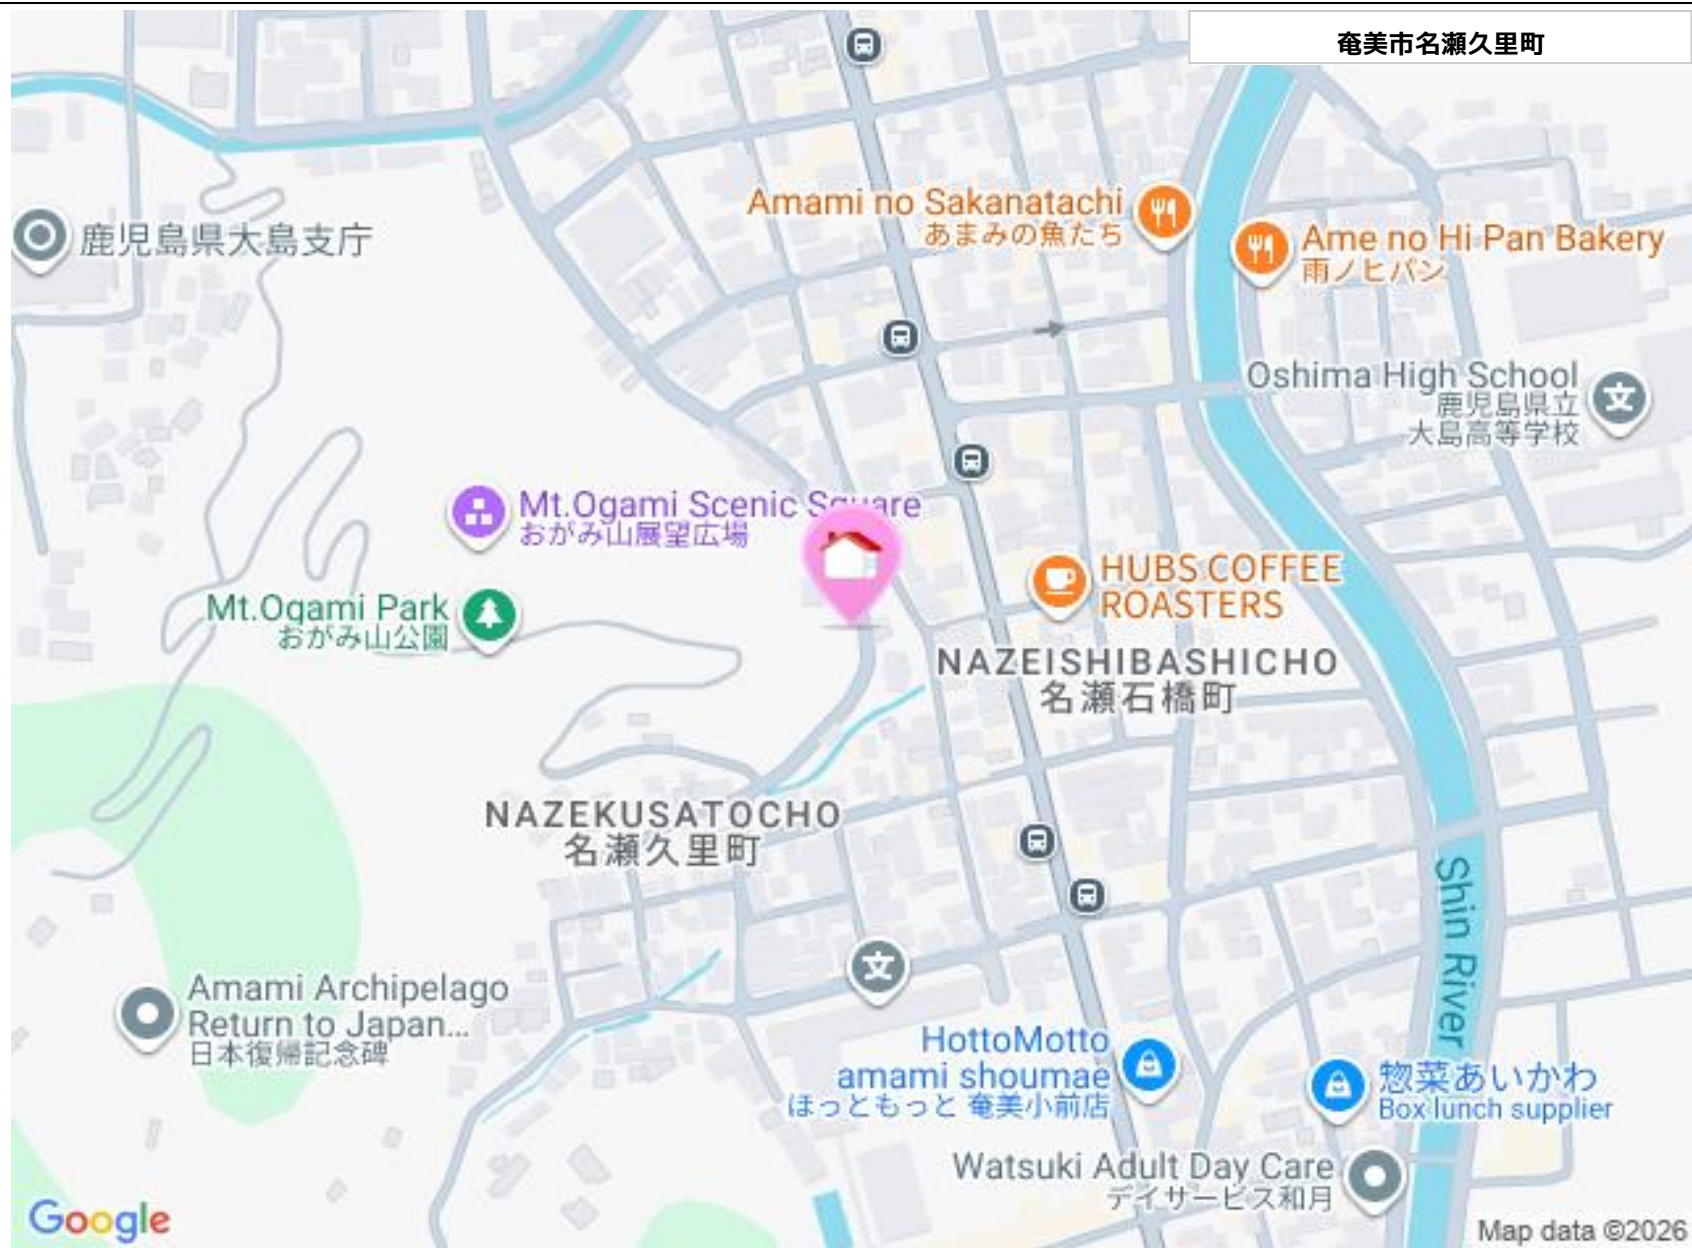 奄美市名瀬久里町
Amami no Sakanatachi
あまみの魚たち
Ame no Hi Pan Bakery
雨ノヒパン
鹿児島県大島支庁
Oshima High School
鹿児島県立
大島高等学校
Mt.Ogami Scenic Square
おがみ山展望広場
HUBS COFFEE
ROASTERS
Mt.Ogami Park
おがみ山公園
NAZEISHIBASHICHO
名瀬石橋町
NAZEKUSATOCHO
名瀬久里町
Shin River
文
文
Amami Archipelago
Return to Japan...
日本復帰記念碑
HottoMotto
amami shoumae
ほっともっと 奄美小前店
惣菜あいかわ
Box lunch supplier
Watsuki Adult Day Care
デイサービス和月
Google
Map data ©2026